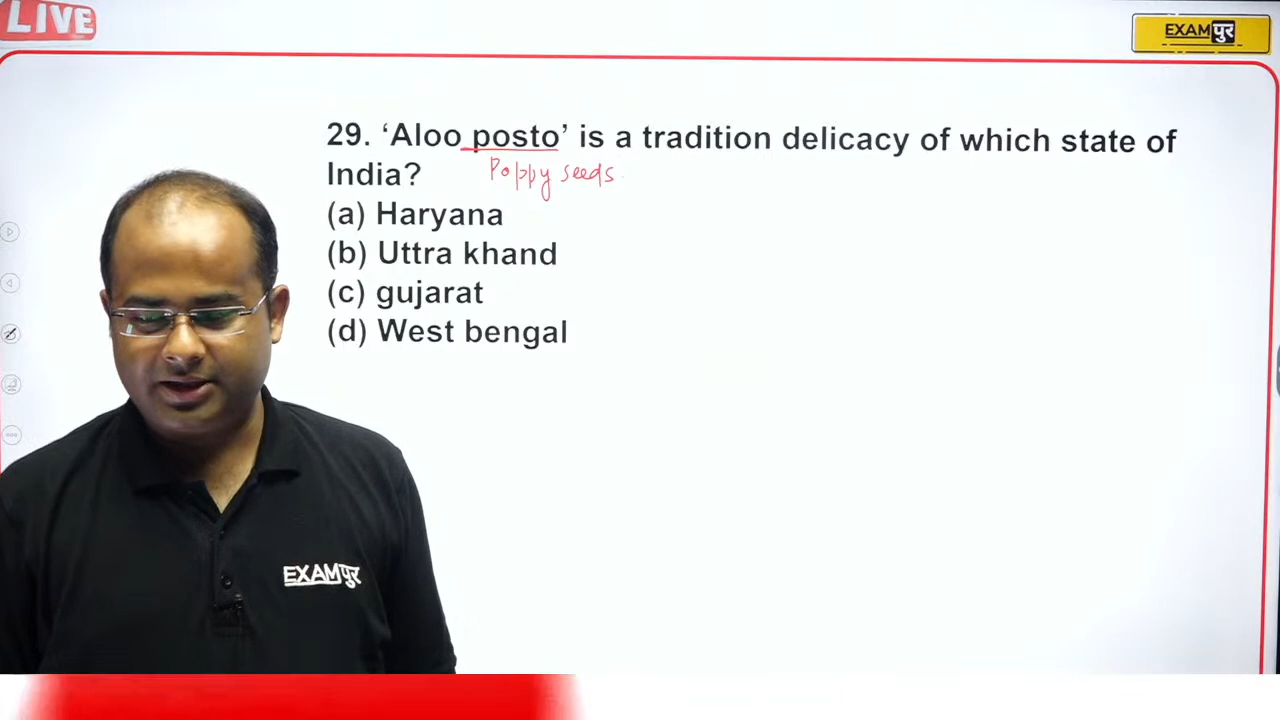 LIVE
EXAMपुर
29. ‘Aloo posto’ is a tradition delicacy of which state of
India?
Poppy seeds
(a) Haryana
(b) Uttra khand
(c) gujarat
(d) West bengal
EXAMपुर